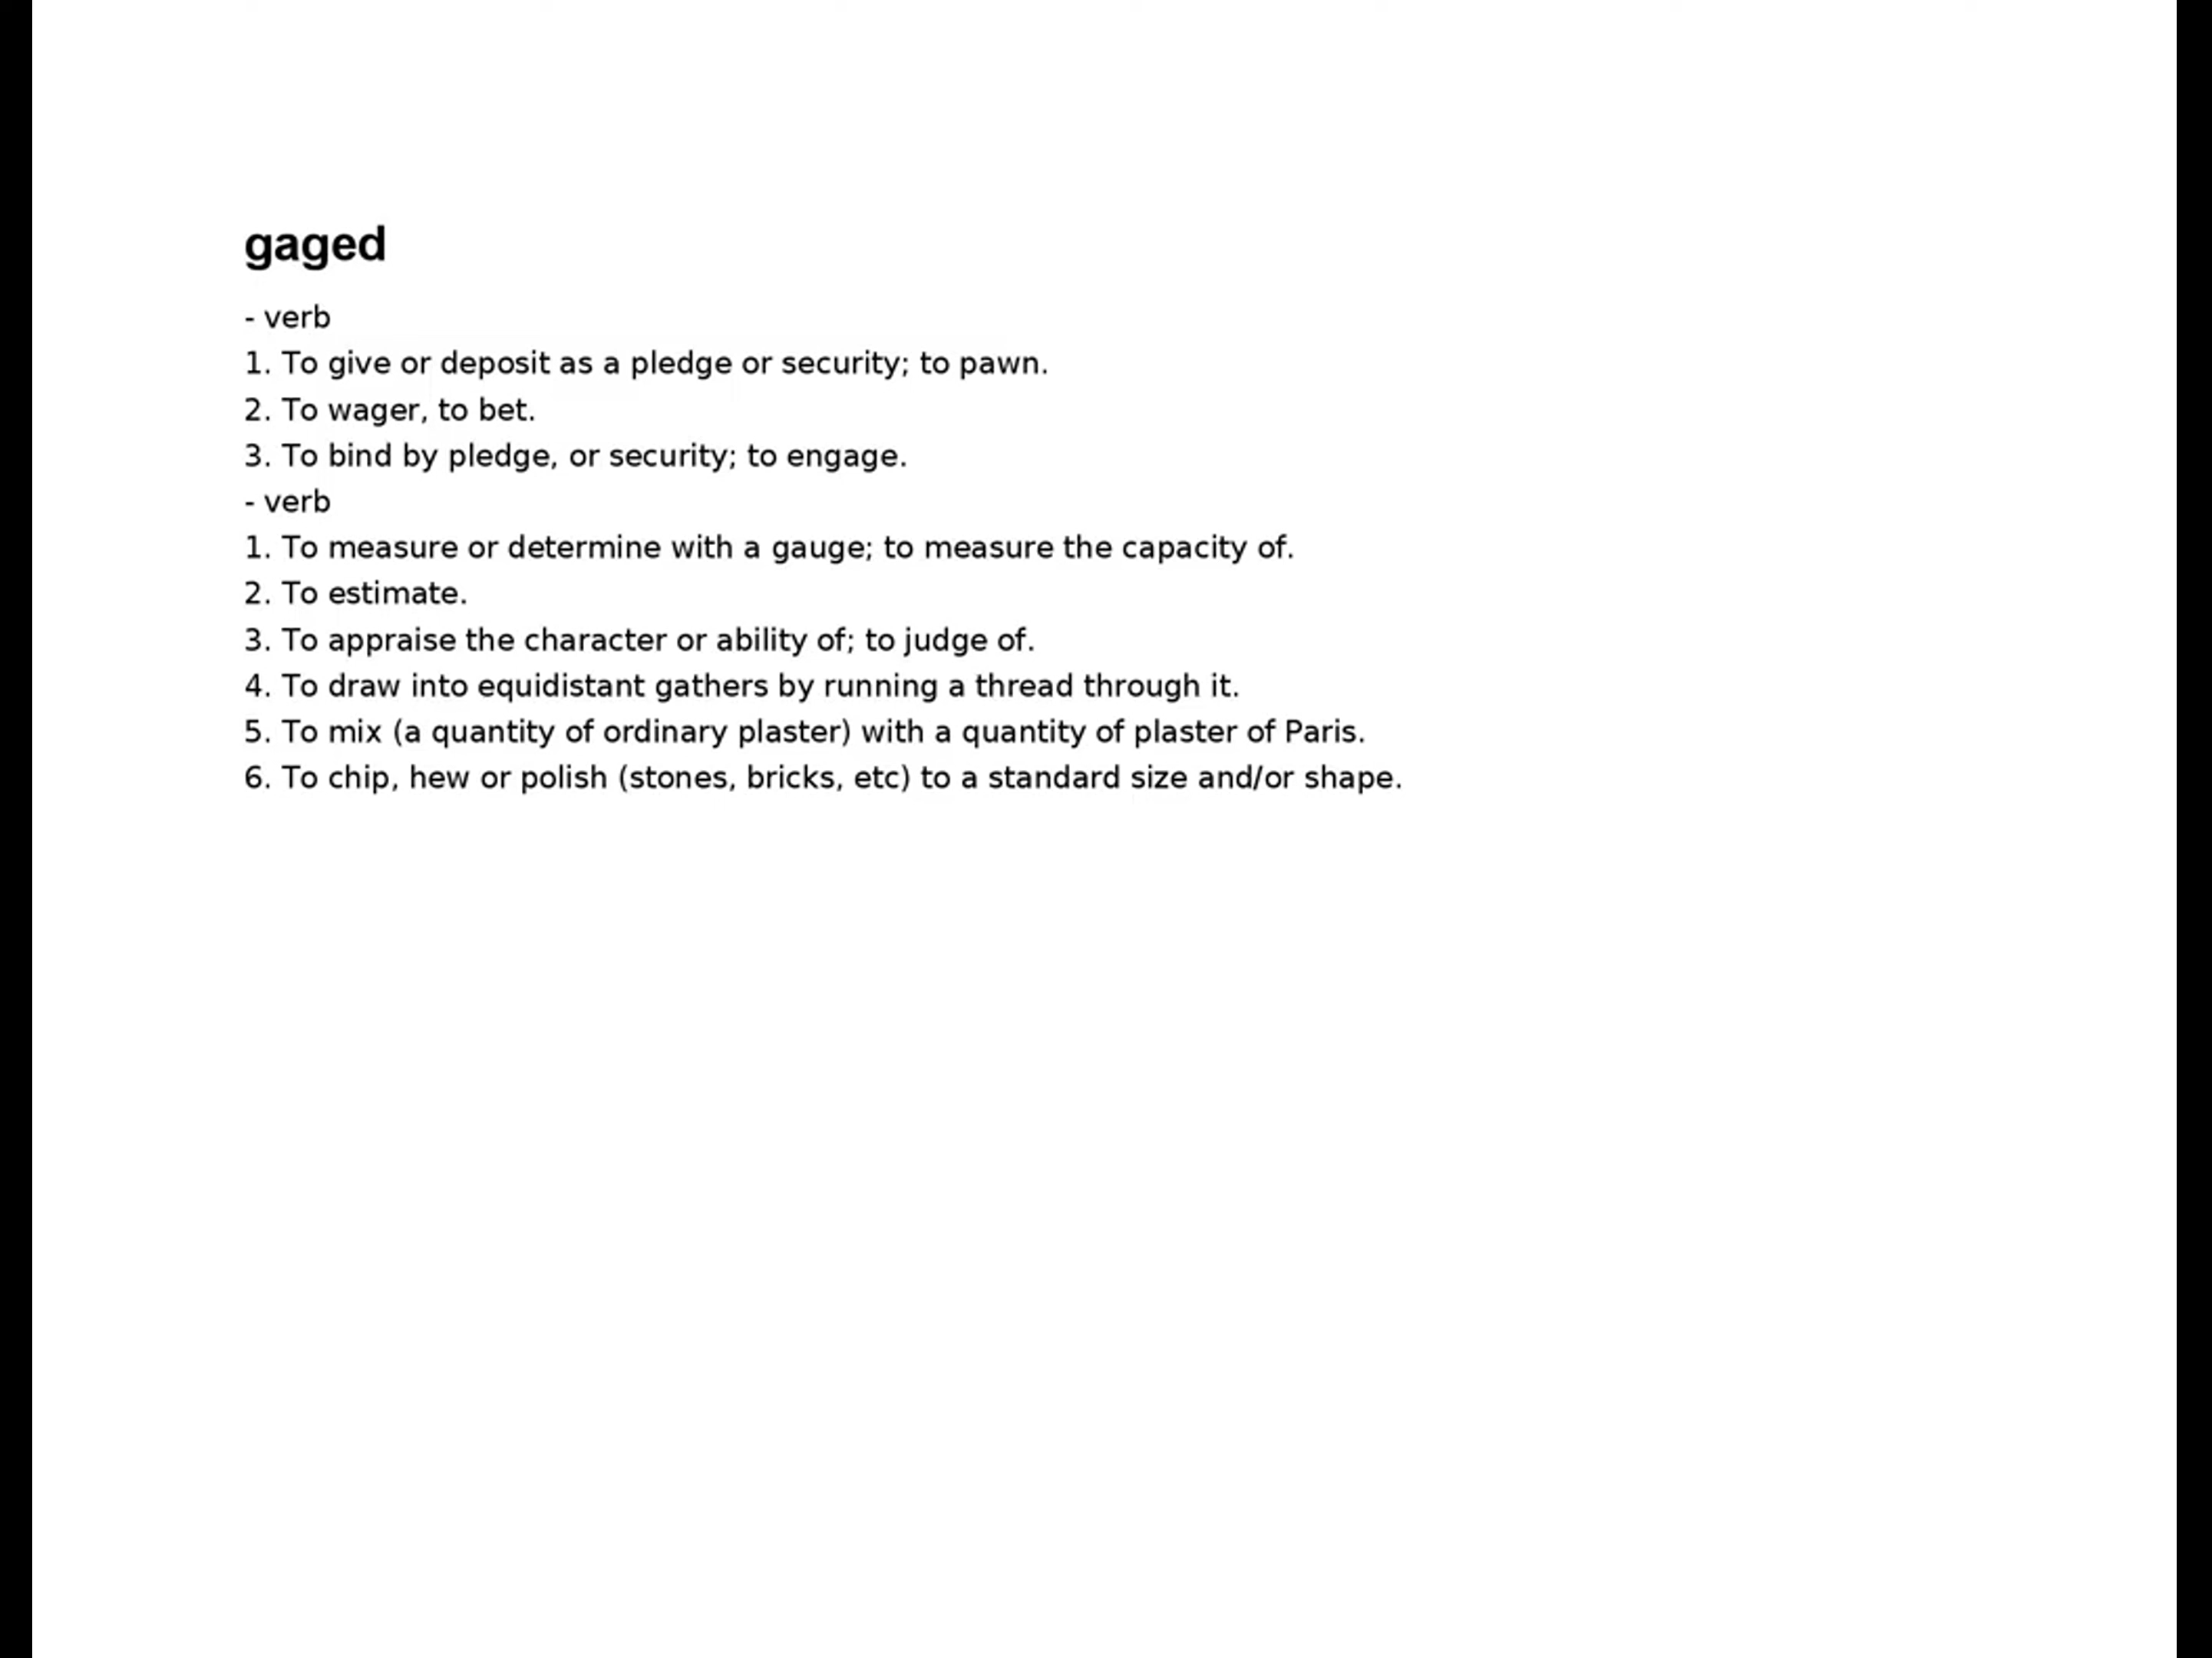 gaged
- verb
1. To give or deposit as a pledge or security; to pawn.
2. To wager, to bet.
3. To bind by pledge, or security; to engage.
- verb
1. To measure or determine with a gauge; to measure the capacity of.
2. To estimate.
3. To appraise the character or ability of; to judge of.
4. To draw into equidistant gathers by running a thread through it.
5. To mix (a quantity of ordinary plaster) with a quantity of plaster of Paris.
6. To chip, hew or polish (stones, bricks, etc) to a standard size and/or shape.